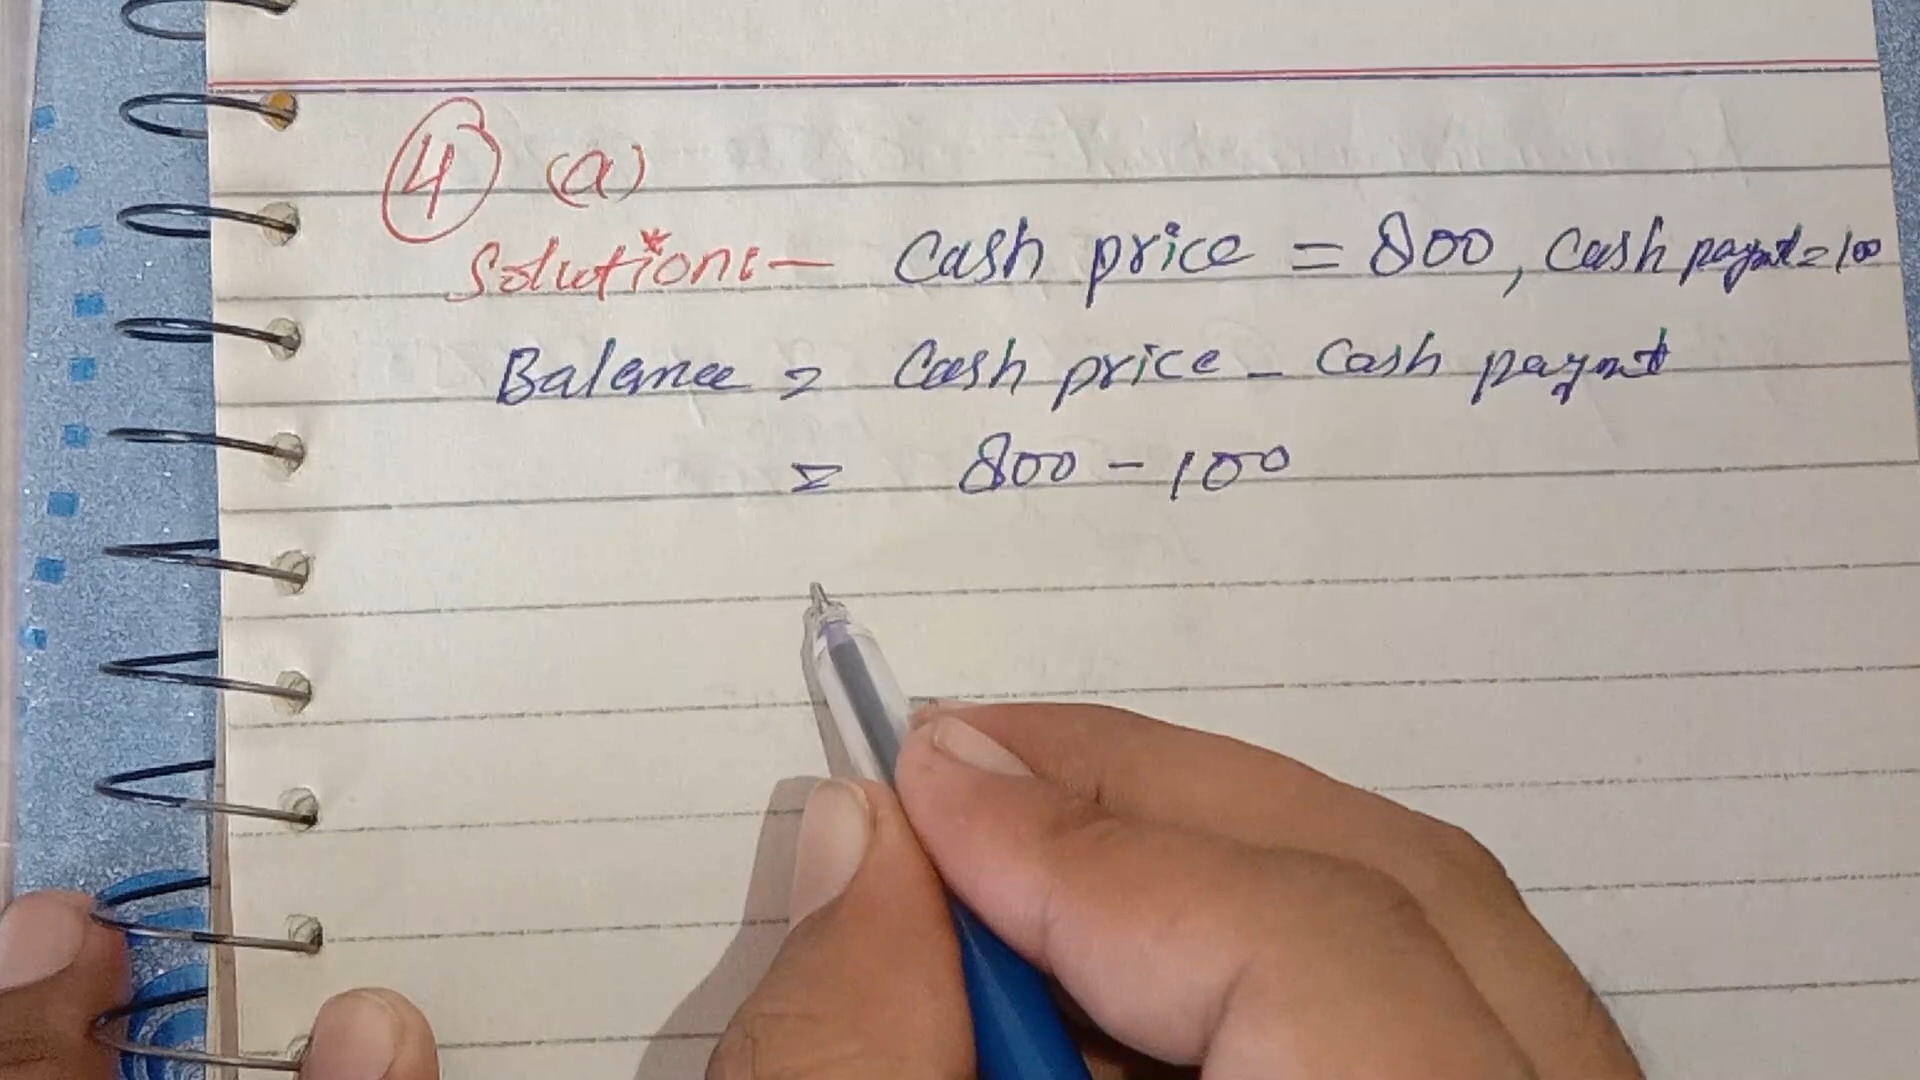 4 (a)
Solution:- Cash price = 800, Cash paymt = 100
Balance = Cash price - Cash paymt
= 800 - 100